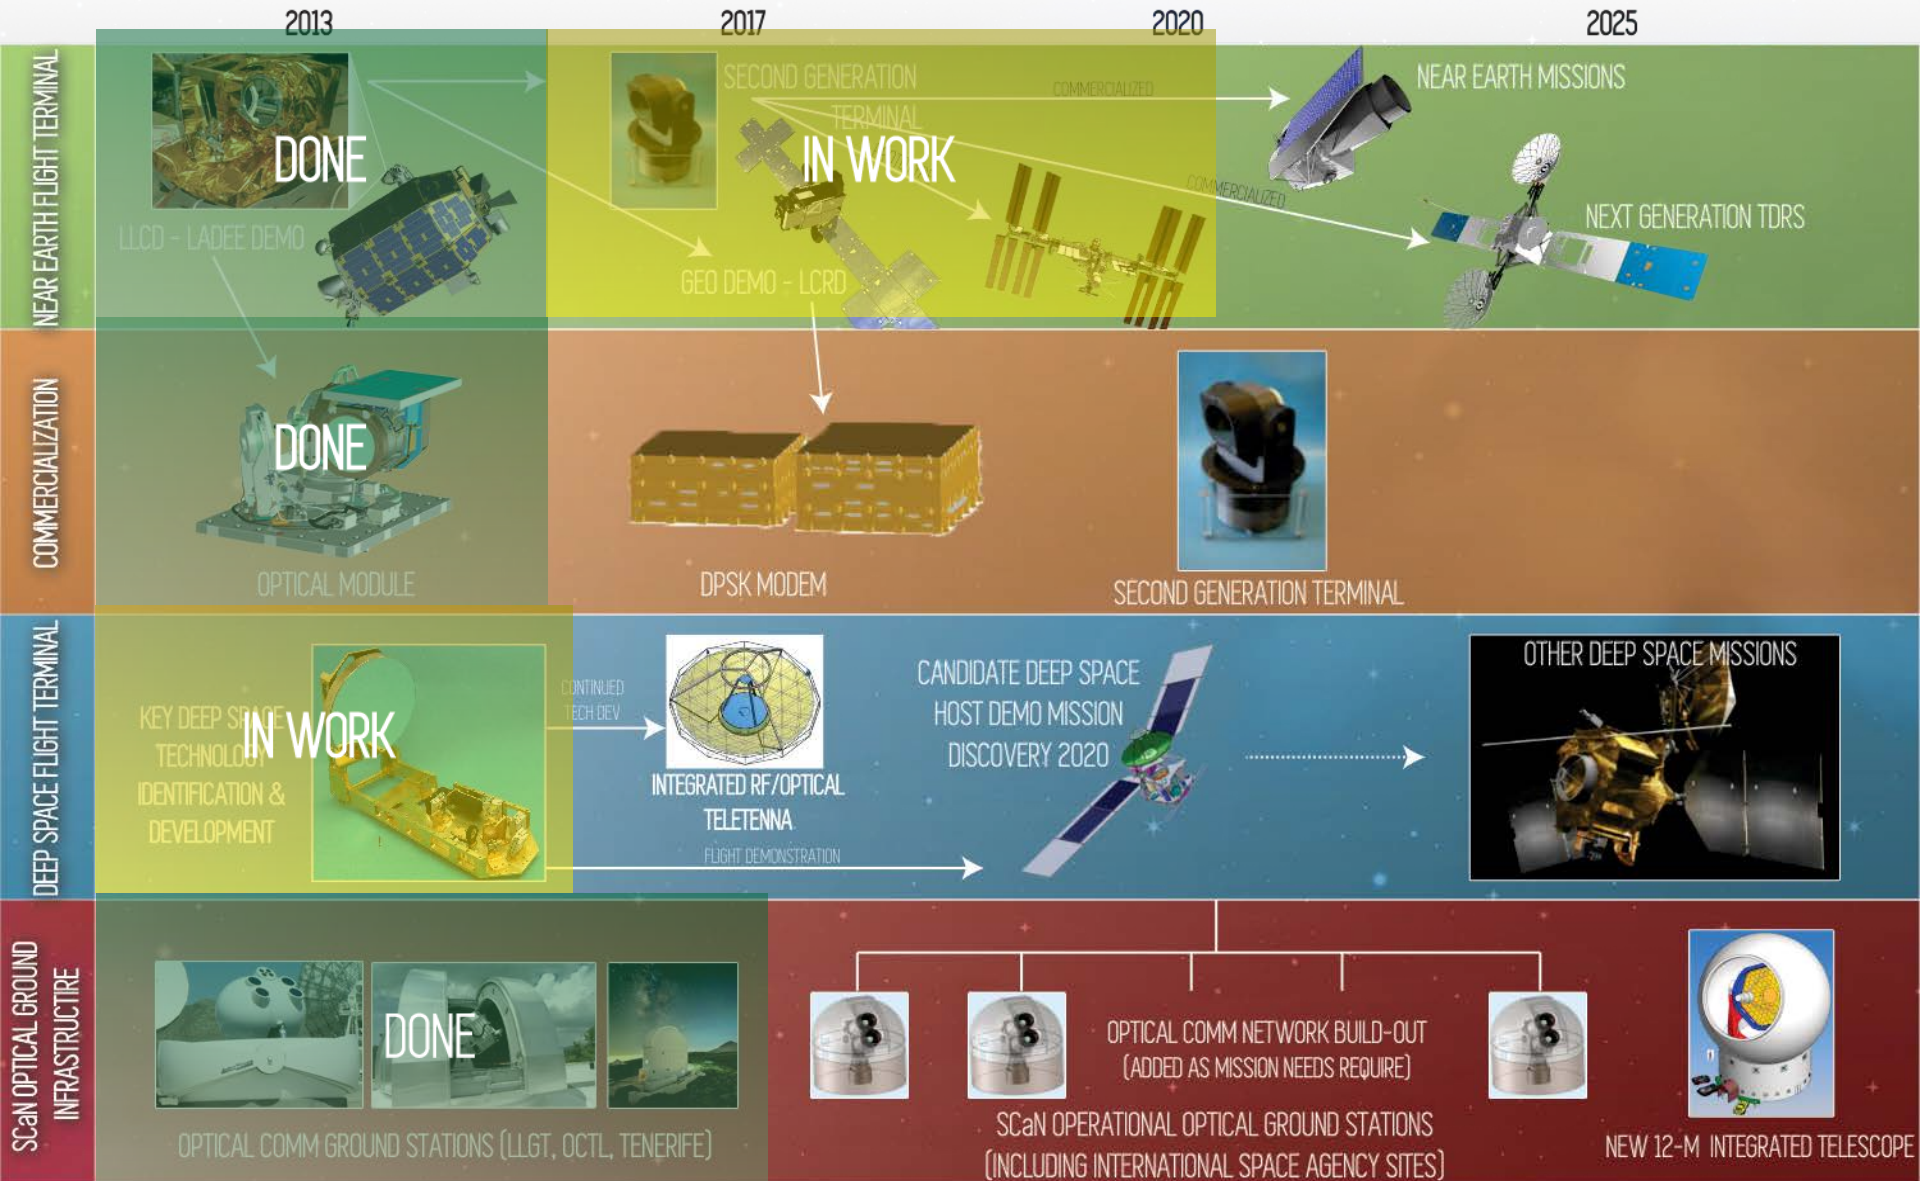 2013
2017
2020
2025
NEAR EARTH FLIGHT TERMINAL
DONE
LLCD - LADEE DEMO
SECOND GENERATION
TERMINAL
IN WORK
GEO DEMO - LCRD
COMMERCIALIZED
COMMERCIALIZED
NEAR EARTH MISSIONS
NEXT GENERATION TDRS
COMMERCIALIZATION
DONE
OPTICAL MODULE
DPSK MODEM
SECOND GENERATION TERMINAL
DEEP SPACE FLIGHT TERMINAL
KEY DEEP SPACE
TECHNOLOGY
IDENTIFICATION &
DEVELOPMENT
IN WORK
CONTINUED
TECH DEV
INTEGRATED RF/OPTICAL
TELETENNA
FLIGHT DEMONSTRATION
CANDIDATE DEEP SPACE
HOST DEMO MISSION
DISCOVERY 2020
OTHER DEEP SPACE MISSIONS
SCaN OPTICAL GROUND
INFRASTRUCTIRE
DONE
OPTICAL COMM GROUND STATIONS (LLGT, OCTL, TENERIFE)
OPTICAL COMM NETWORK BUILD-OUT
(ADDED AS MISSION NEEDS REQUIRE)
SCaN OPERATIONAL OPTICAL GROUND STATIONS
(INCLUDING INTERNATIONAL SPACE AGENCY SITES)
NEW 12-M INTEGRATED TELESCOPE